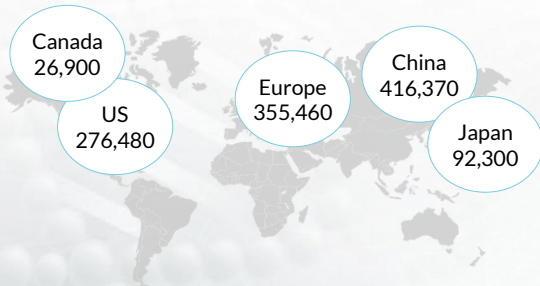 Canada
26,900
US
276,480
Europe
355,460
China
416,370
Japan
92,300